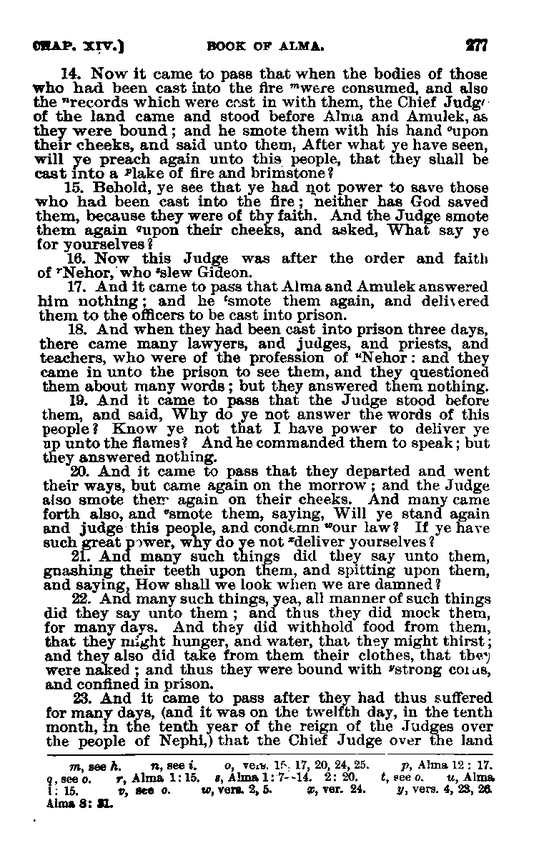 CHAP. XIV.] BOOK OF ALMA. 277
14. Now it came to pass that when the bodies of those
who had been cast into the fire ᵐwere consumed, and also
the ⁿrecords which were cast in with them, the Chief Judge
of the land came and stood before Alma and Amulek, as
they were bound; and he smote them with his hand ᵒupon
their cheeks, and said unto them, After what ye have seen,
will ye preach again unto this people, that they shall be
cast into a ᵖlake of fire and brimstone?
15. Behold, ye see that ye had not power to save those
who had been cast into the fire; neither has God saved
them, because they were of thy faith. And the Judge smote
them again qupon their cheeks, and asked, What say ye
for yourselves?
16. Now this Judge was after the order and faith
of ʳNehor, who ˢslew Gideon.
17. And it came to pass that Alma and Amulek answered
him nothing; and he ᵗsmote them again, and delivered
them to the officers to be cast into prison.
18. And when they had been cast into prison three days,
there came many lawyers, and judges, and priests, and
teachers, who were of the profession of ᵘNehor: and they
came in unto the prison to see them, and they questioned
them about many words; but they answered them nothing.
19. And it came to pass that the Judge stood before
them, and said, Why do ye not answer the words of this
people? Know ye not that I have power to deliver ye
up unto the flames? And he commanded them to speak; but
they answered nothing.
20. And it came to pass that they departed and went
their ways, but came again on the morrow; and the Judge
also smote them again on their cheeks. And many came
forth also, and ᵛsmote them, saying, Will ye stand again
and judge this people, and condemn ʷour law? If ye have
such great power, why do ye not ˣdeliver yourselves?
21. And many such things did they say unto them,
gnashing their teeth upon them, and spitting upon them,
and saying, How shall we look when we are damned?
22. And many such things, yea, all manner of such things
did they say unto them; and thus they did mock them,
for many days. And they did withhold food from them,
that they might hunger, and water, that they might thirst;
and they also did take from them their clothes, that they
were naked; and thus they were bound with ʸstrong cords,
and confined in prison.
23. And it came to pass after they had thus suffered
for many days, (and it was on the twelfth day, in the tenth
month, in the tenth year of the reign of the Judges over
the people of Nephi,) that the Chief Judge over the land
m, see h. n, see i. o, vers. 15, 17, 20, 24, 25. p, Alma 12: 17.
q, see o. r, Alma 1: 15. s, Alma 1: 7--14. 2: 20. t, see o. u, Alma
1: 15. v, see o. w, vers. 2, 5. x, ver. 24. y, vers. 4, 23, 26.
Alma 8: 31.